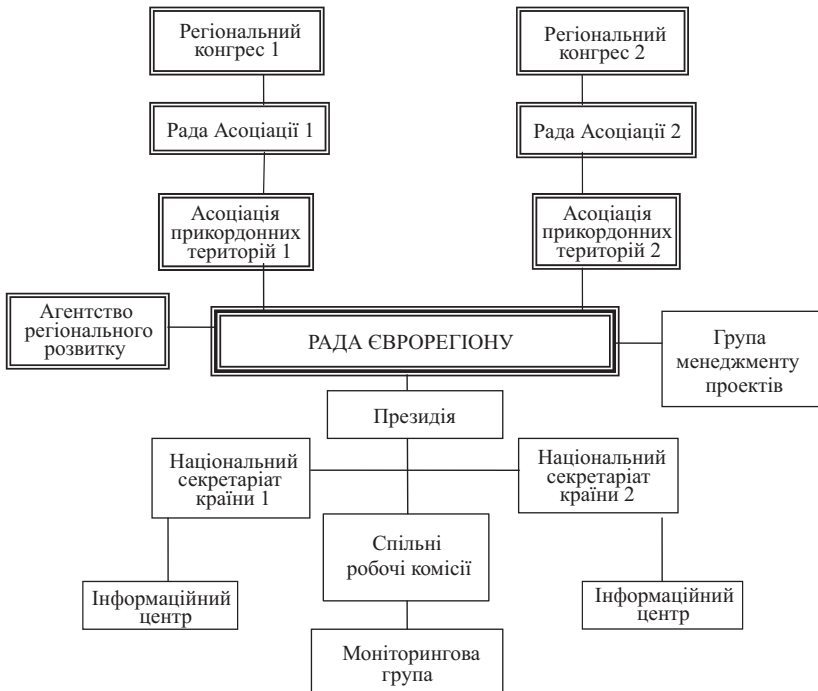 Регіональний
конгрес 1
Регіональний
конгрес 2
Рада Асоціації 1
Рада Асоціації 2
Асоціація
прикордонних
територій 1
Асоціація
прикордонних
територій 2
Агентство
регіонального
розвитку
РАДА ЄВРОРЕГІОНУ
Група
менеджменту
проектів
Президія
Національний
секретаріат
країни 1
Національний
секретаріат
країни 2
Спільні
робочі комісії
Інформаційний
центр
Інформаційний
центр
Моніторингова
група